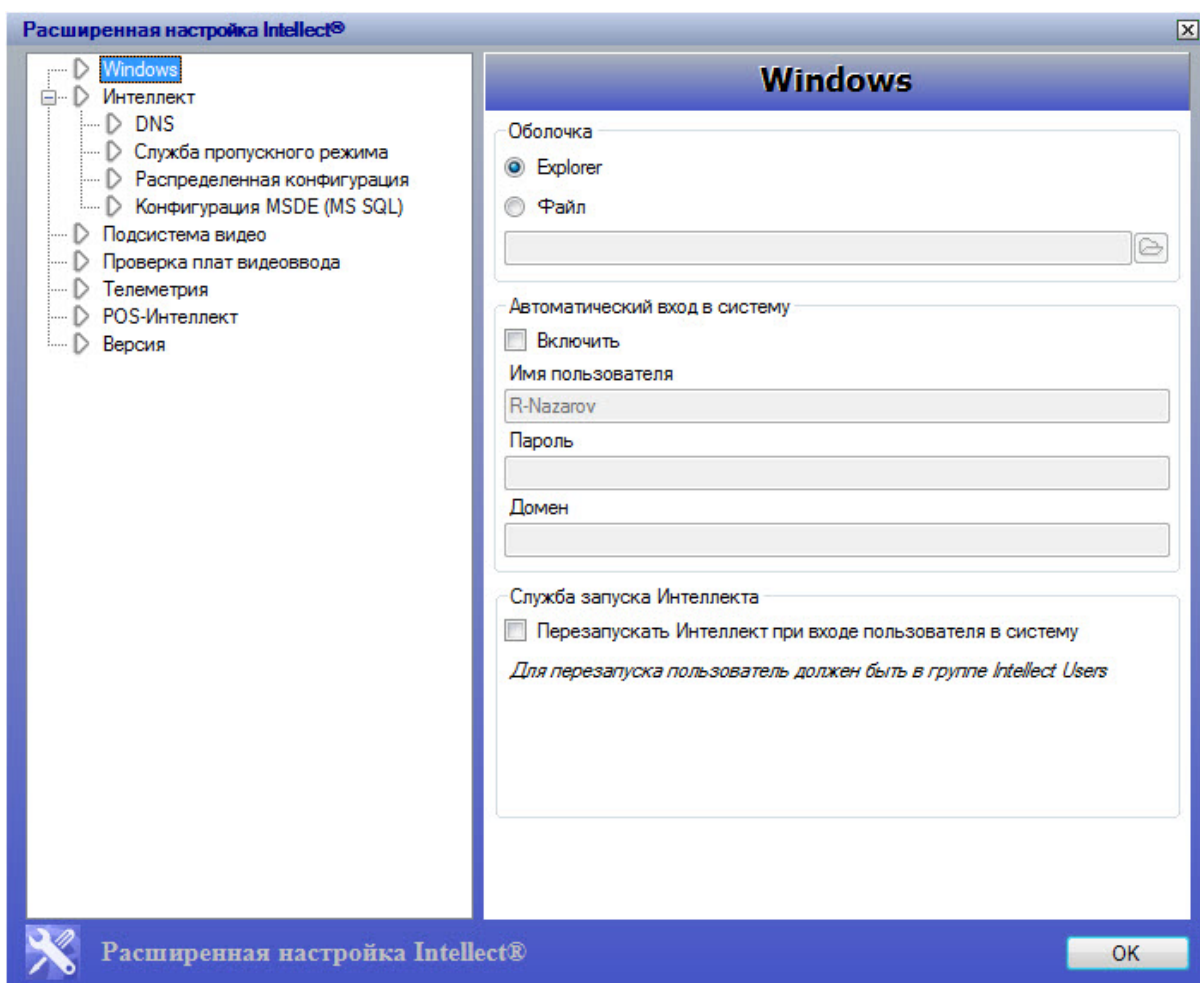 Расширенная настройка Intellect®
Windows
Интеллект
DNS
Служба пропускного режима
Распределенная конфигурация
Конфигурация MSDE (MS SQL)
Подсистема видео
Проверка плат видеоввода
Телеметрия
POS-Интеллект
Версия
Windows
Оболочка
Explorer
Файл
Автоматический вход в систему
Включить
Имя пользователя
R-Nazarov
Пароль
Домен
Служба запуска Интеллекта
Перезапускать Интеллект при входе пользователя в систему
Для перезапуска пользователь должен быть в группе Intellect Users
Расширенная настройка Intellect®
OK